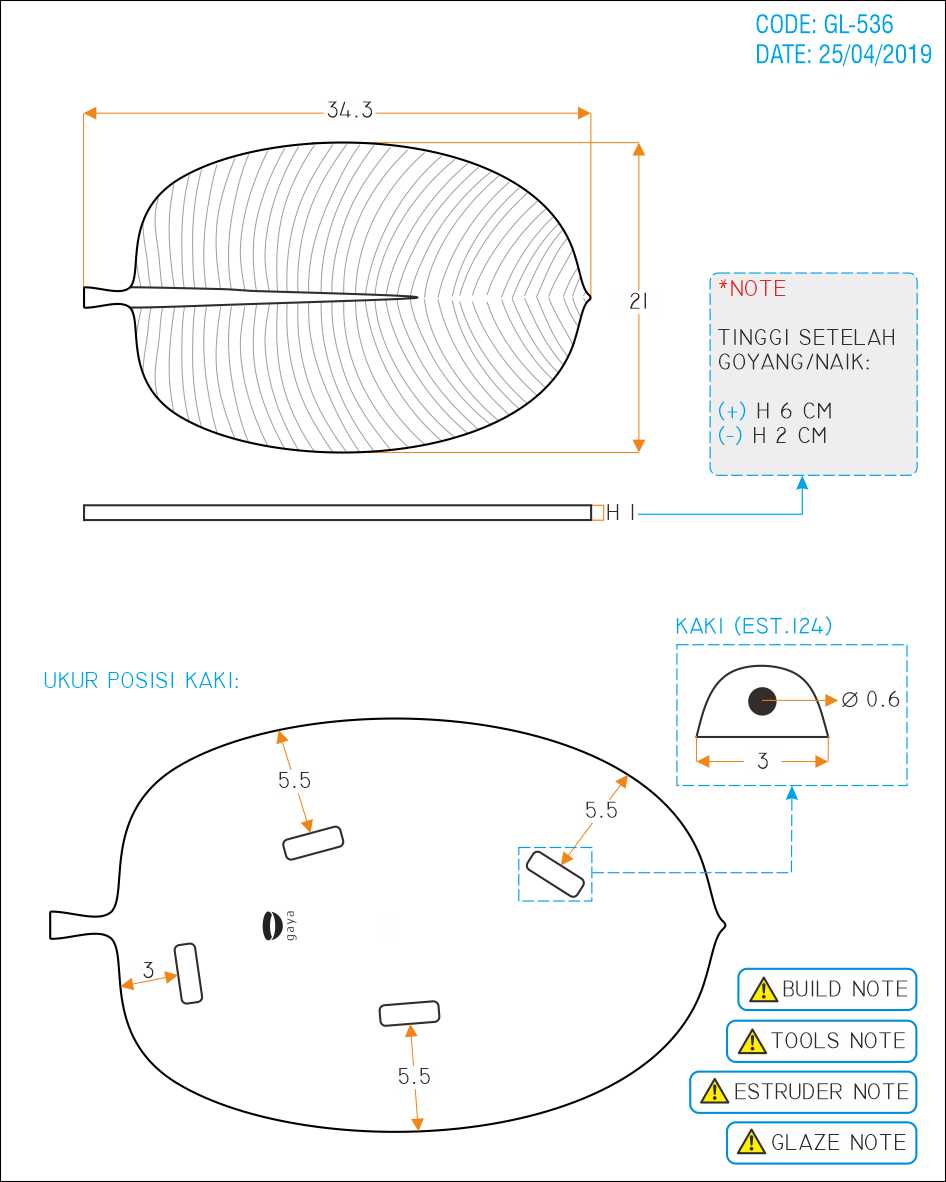 CODE: GL-536
DATE: 25/04/2019
34.3
21
*NOTE
TINGGI SETELAH
GOYANG/NAIK:
(+) H 6 CM
(-) H 2 CM
H 1
KAKI (EST.124)
Ø 0.6
3
UKUR POSISI KAKI:
5.5
5.5
gaya
3
5.5
BUILD NOTE
TOOLS NOTE
ESTRUDER NOTE
GLAZE NOTE